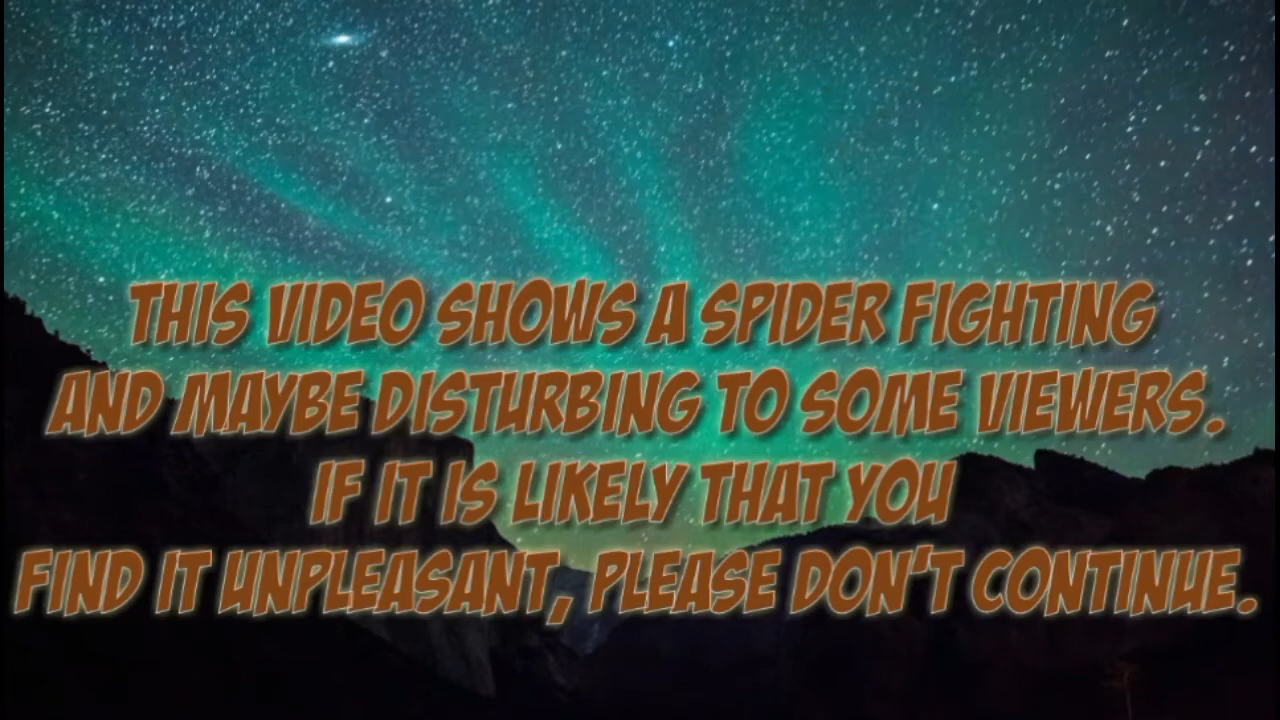 THIS VIDEO SHOWS A SPIDER FIGHTING
AND MAYBE DISTURBING TO SOME VIEWERS.
IF IT IS LIKELY THAT YOU
FIND IT UNPLEASANT, PLEASE DON'T CONTINUE.